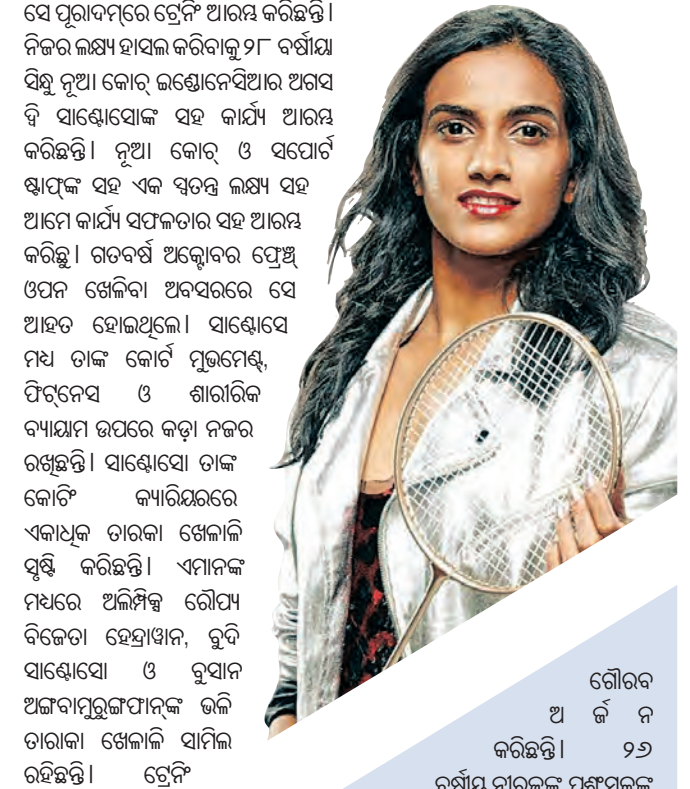 ସେ ପୂରାଦମ୍‌ରେ ଟ୍ରେନିଂ ଆରମ୍ଭ କରିଛନ୍ତି।
ନିଜର ଲକ୍ଷ୍ୟ ହାସଲ କରିବାକୁ ୨୮ ବର୍ଷୀୟା
ସିନ୍ଧୁ ନୂଆ କୋଚ୍ ଇଣ୍ଡୋନେସିଆର ଅଗସ
ଦ୍ୱି ସାଣ୍ଟୋସୋଙ୍କ ସହ କାର୍ଯ୍ୟ ଆରମ୍ଭ
କରିଛନ୍ତି। ନୂଆ କୋଚ୍ ଓ ସପୋର୍ଟ
ଷ୍ଟାଫ୍‌ଙ୍କ ସହ ଏକ ସ୍ୱତନ୍ତ୍ର ଲକ୍ଷ୍ୟ ସହ
ଆମେ କାର୍ଯ୍ୟ ସଫଳତାର ସହ ଆରମ୍ଭ
କରିଛୁ। ଗତବର୍ଷ ଅକ୍ଟୋବର ଫ୍ରେଞ୍ଚ୍
ଓପନ ଖେଳିବା ଅବସରରେ ସେ
ଆହତ ହୋଇଥିଲେ। ସାଣ୍ଟୋସେ
ମଧ୍ୟ ତାଙ୍କ କୋର୍ଟ ମୁଭମେଣ୍ଟ,
ଫିଟ୍‌ନେସ ଓ ଶାରୀରିକ
ବ୍ୟାୟାମ ଉପରେ କଡ଼ା ନଜର
ରଖିଛନ୍ତି। ସାଣ୍ଟୋସୋ ତାଙ୍କ
କୋଚିଂ କ୍ୟାରିୟରରେ
ଏକାଧିକ ତାରକା ଖେଳାଳି
ସୃଷ୍ଟି କରିଛନ୍ତି। ଏମାନଙ୍କ
ମଧ୍ୟରେ ଅଲିମ୍ପିକ୍ସ ରୌପ୍ୟ
ବିଜେତା ହେନ୍ଦ୍ରାୱାନ, ବୁଦି
ସାଣ୍ଟୋସୋ ଓ ବୁସାନ
ଅଙ୍ଗବାମୁରୁଙ୍ଗଫାନ୍‌ଙ୍କ ଭଳି
ତାରାକା ଖେଳାଳି ସାମିଲ
ରହିଛନ୍ତି। ଟ୍ରେନିଂ
ଗୌରବ
ଅର୍ଜନ
କରିଛନ୍ତି। ୨୬
ବର୍ଷୀୟ ନୀରଜଙ୍କ